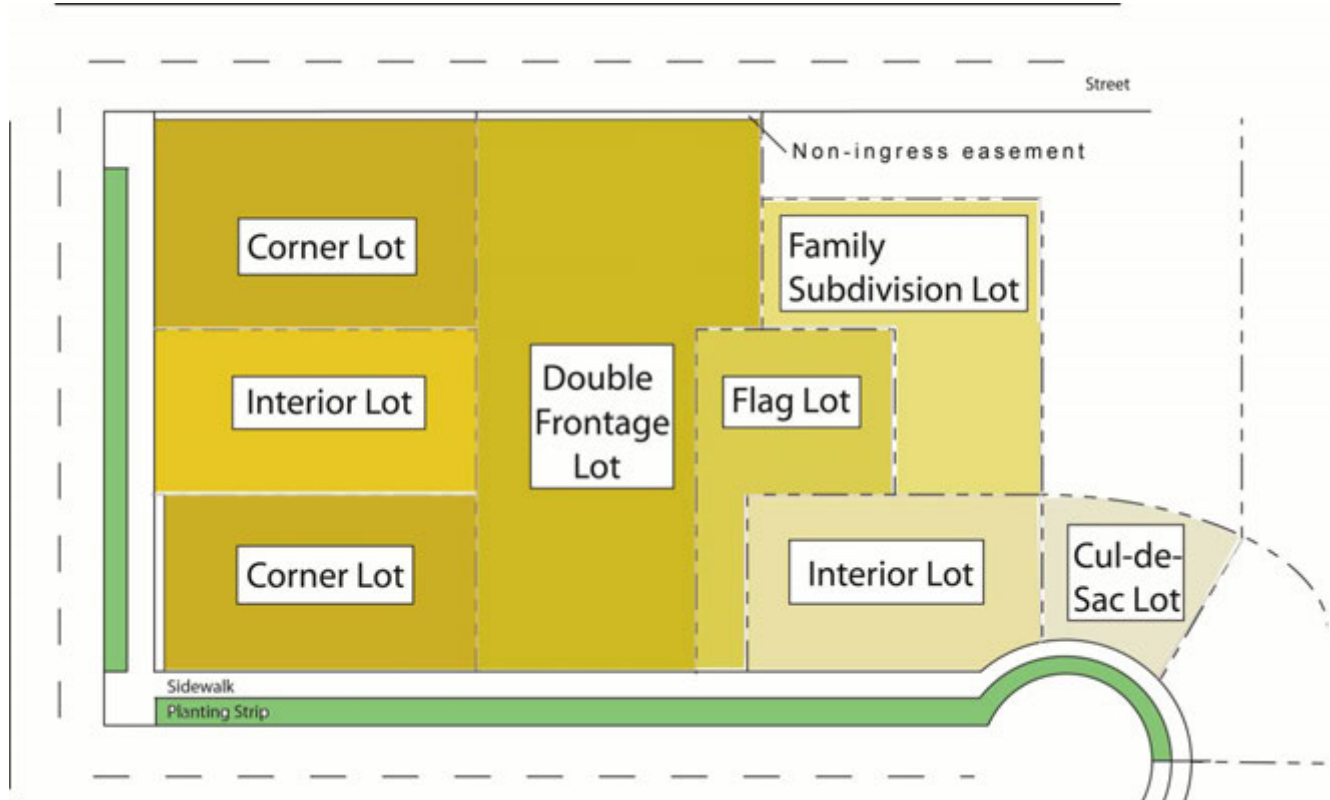 Street
Non-ingress easement
Corner Lot
Family
Subdivision Lot
Interior Lot
Double
Frontage
Lot
Flag Lot
Corner Lot
Interior Lot
Cul-de-
Sac Lot
Sidewalk
Planting Strip